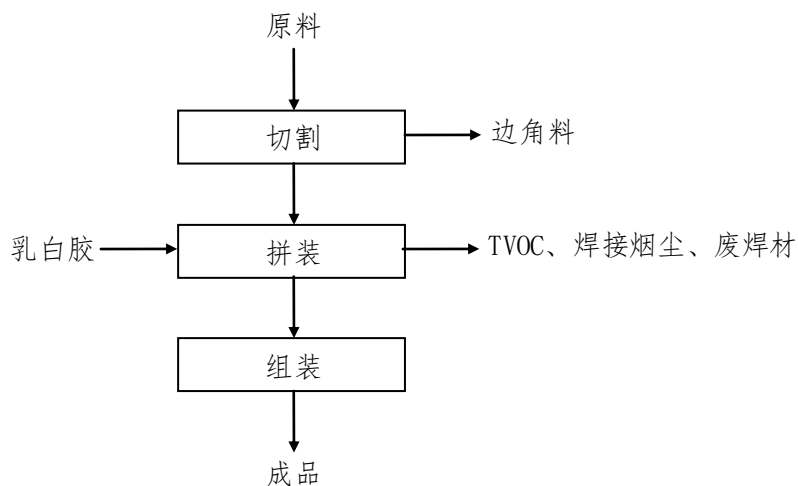 原料
切割
边角料
乳白胶
拼装
TVOC、焊接烟尘、废焊材
组装
成品